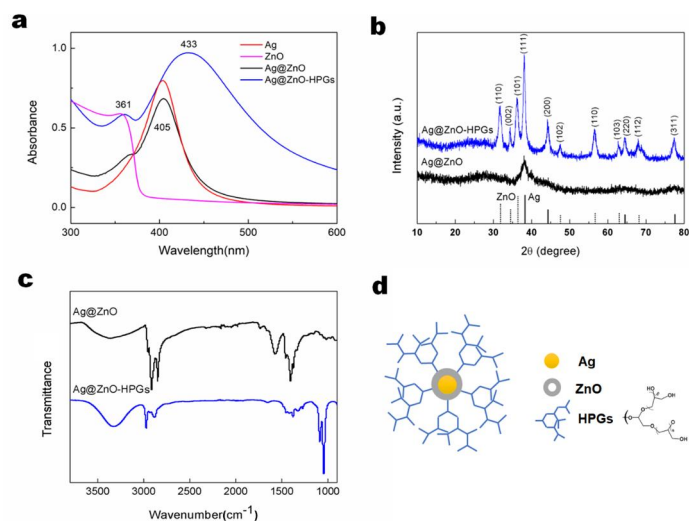 a
433
Ag
ZnO
Ag@ZnO
Ag@ZnO-HPGs
361
405
1.0
0.5
0.0
300
400
500
600
Absorbance
Wavelength(nm)
b
(111)
(110)
(002)
(101)
(200)
(102)
(110)
(103)
(220)
(112)
(311)
Ag@ZnO-HPGs
Ag@ZnO
ZnO
Ag
10
20
30
40
50
60
70
80
Intensity (a.u.)
2θ (degree)
c
Ag@ZnO
Ag@ZnO-HPGs
3500
3000
2500
2000
1500
1000
Transmittance
Wavenumber(cm-1)
d
Ag
ZnO
HPGs
HO
OH
OH